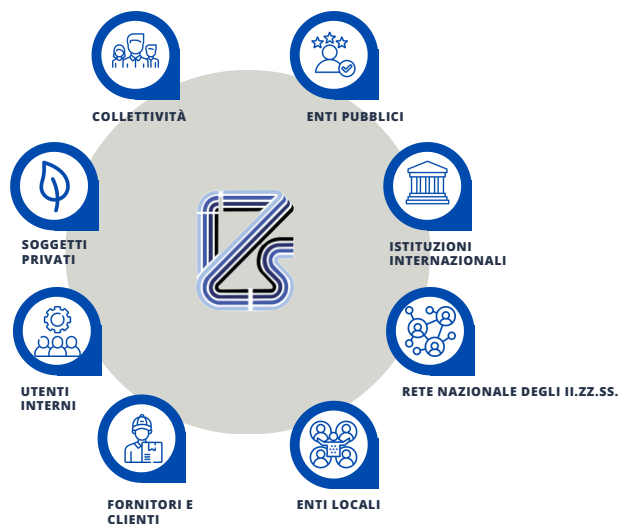 COLLETTIVITÀ
ENTI PUBBLICI
SOGGETTI
PRIVATI
ISTITUZIONI
INTERNAZIONALI
UTENTI
INTERNI
RETE NAZIONALE DEGLI II.ZZ.SS.
FORNITORI E
CLIENTI
ENTI LOCALI